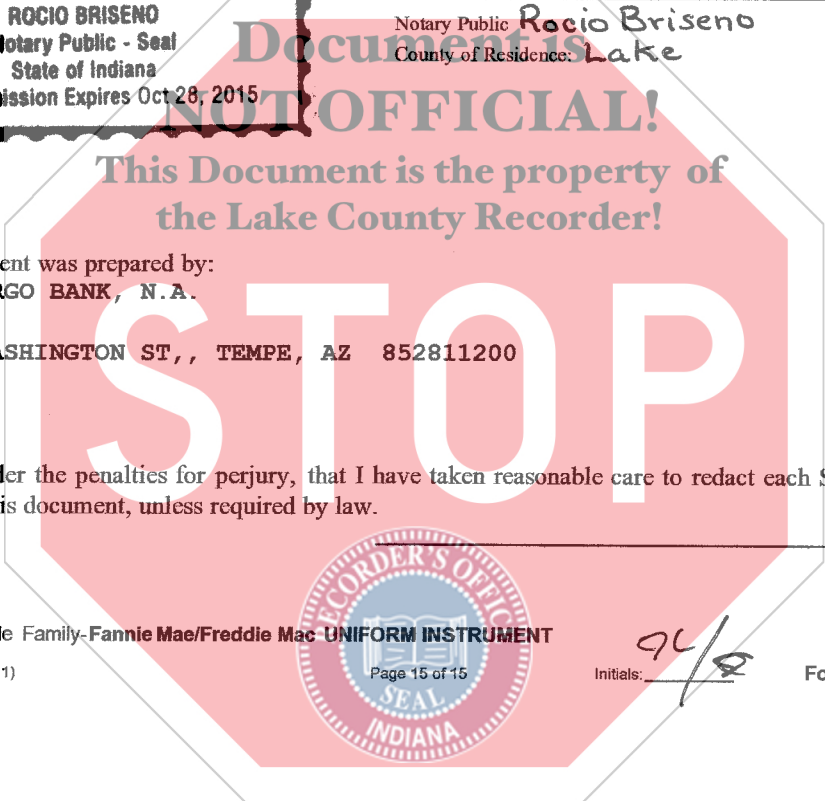 ROCIO BRISENO
Notary Public - Seal
State of Indiana
ission Expires Oct 28, 2015
Notary Public Rocio Briseno
County of Residence: Lake
Document is
NOT OFFICIAL!
This Document is the property of
the Lake County Recorder!
ent was prepared by:
RGO BANK, N.A.
ASHINGTON ST,, TEMPE, AZ 852811200
STOP
der the penalties for perjury, that I have taken reasonable care to redact each S
is document, unless required by law.
RECORDER'S OFFIC
SEAL
INDIANA
le Family-Fannie Mae/Freddie Mac UNIFORM INSTRUMENT
1)
Page 15 of 15
Initials:
Fo